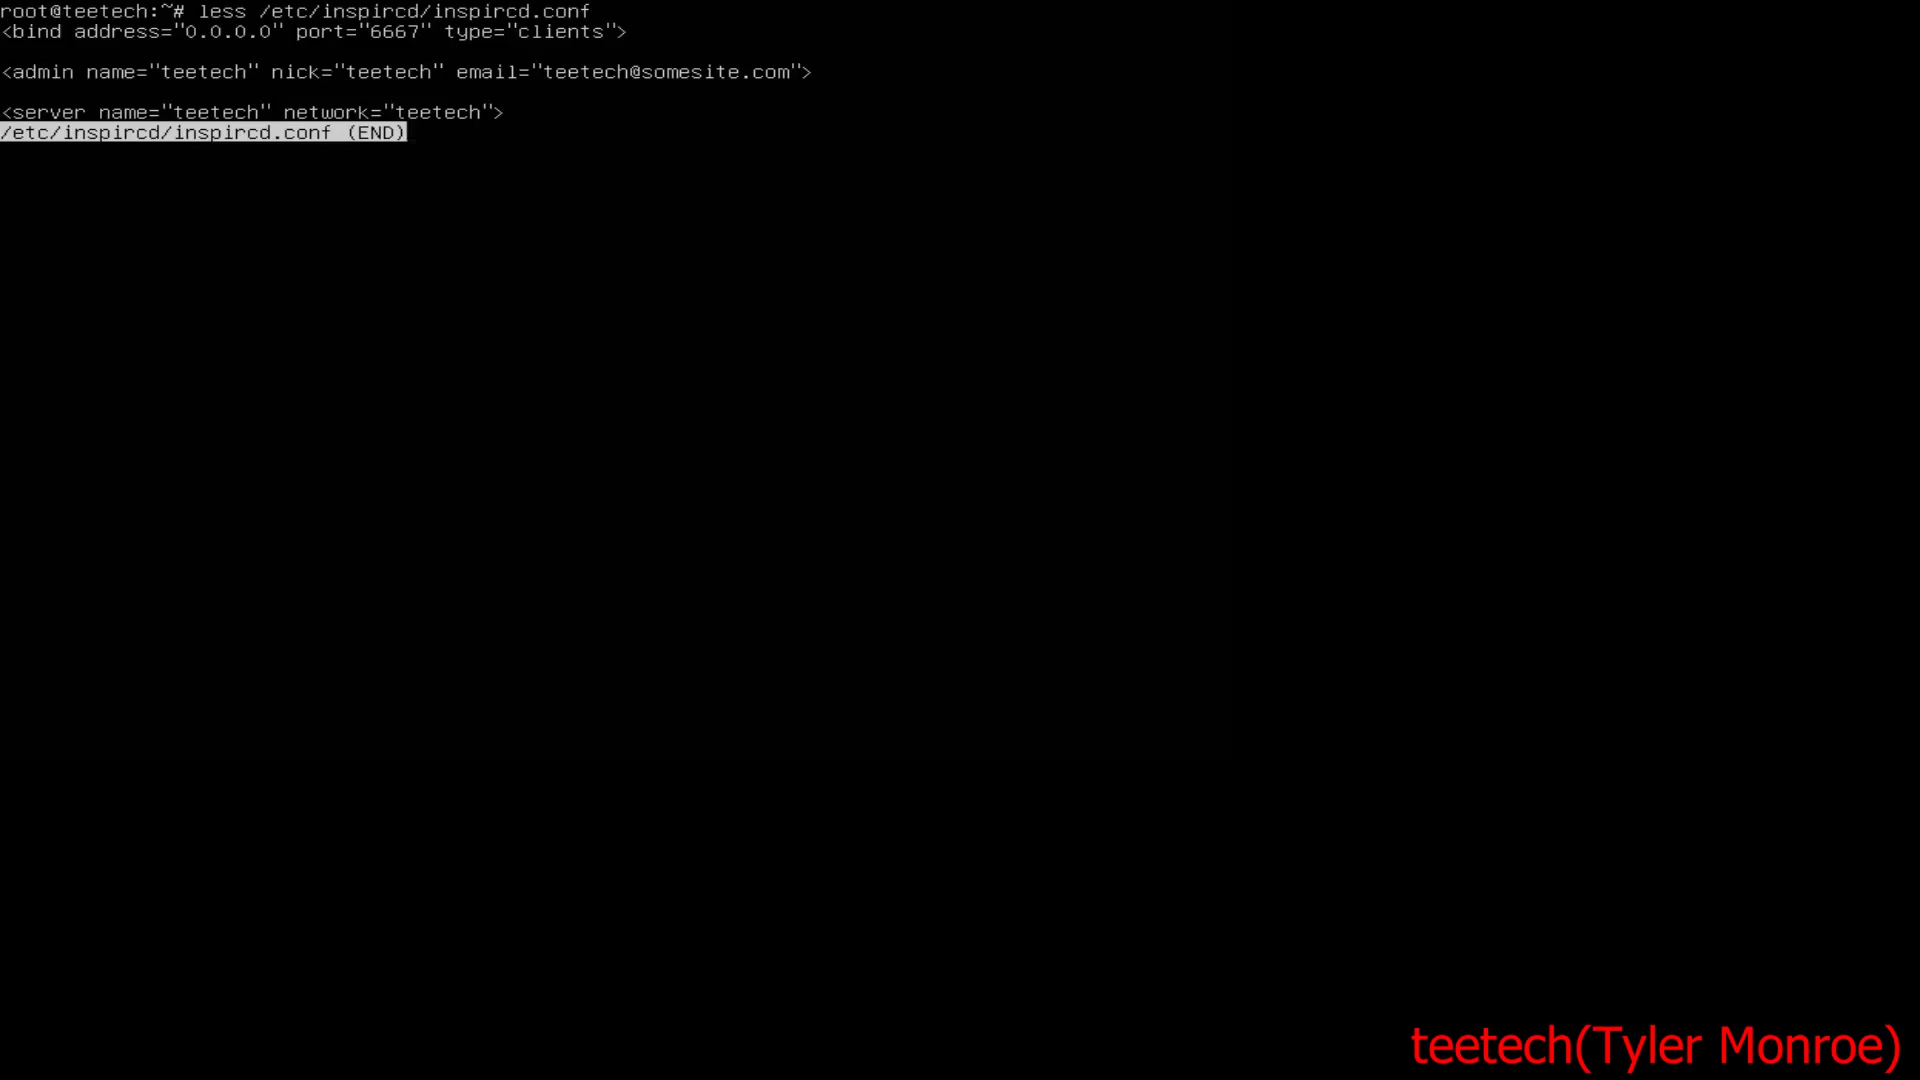 root@teetech:~# less /etc/inspircd/inspircd.conf
<bind address="0.0.0.0" port="6667" type="clients">
<admin name="teetech" nick="teetech" email="teetech@somesite.com">
<server name="teetech" network="teetech">
/etc/inspircd/inspircd.conf (END)
teetech(Tyler Monroe)